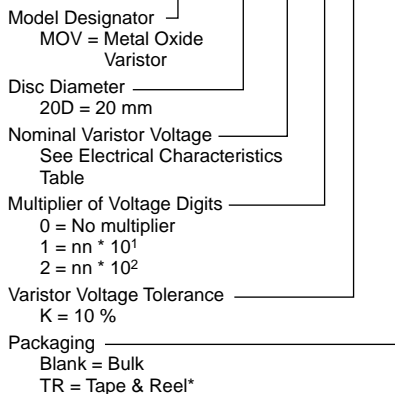 Model Designator
MOV = Metal Oxide
Varistor
Disc Diameter
20D = 20 mm
Nominal Varistor Voltage
See Electrical Characteristics
Table
Multiplier of Voltage Digits
0 = No multiplier
1 = nn * 10¹
2 = nn * 10²
Varistor Voltage Tolerance
K = 10 %
Packaging
Blank = Bulk
TR = Tape & Reel*